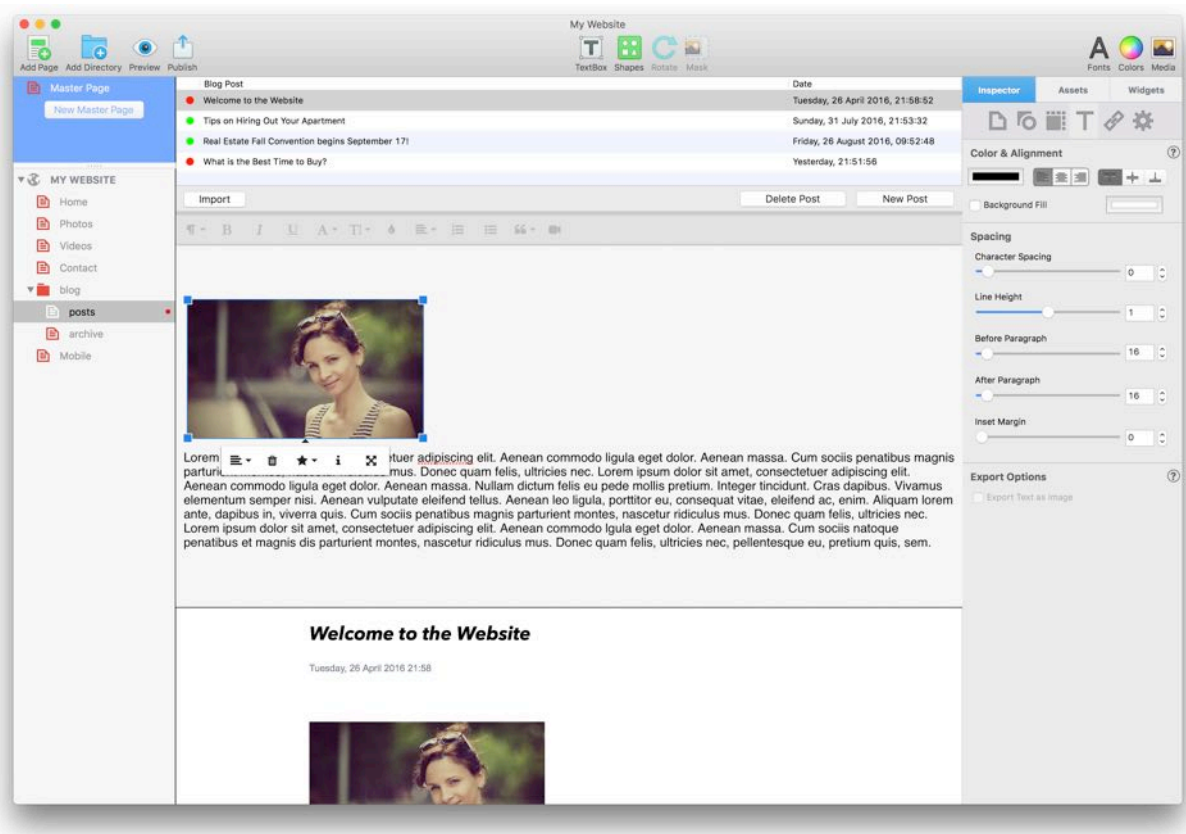 My Website
Add Page Add Directory Preview Publish
TextBox Shapes Rotate Mask
Fonts Colors Media
Master Page
New Master Page
MY WEBSITE
Home
Photos
Videos
Contact
blog
posts
archive
Mobile
Blog Post Date
Welcome to the Website Tuesday, 26 April 2016, 21:58:52
Tips on Hiring Out Your Apartment Sunday, 31 July 2016, 21:53:32
Real Estate Fall Convention begins September 17! Friday, 26 August 2016, 09:52:48
What is the Best Time to Buy? Yesterday, 21:51:56
Import Delete Post New Post
Lorem etuer adipiscing elit. Aenean commodo ligula eget dolor. Aenean massa. Cum sociis penatibus magnis
parturi mus. Donec quam felis, ultricies nec. Lorem ipsum dolor sit amet, consectetuer adipiscing elit.
Aenean commodo ligula eget dolor. Aenean massa. Nullam dictum felis eu pede mollis pretium. Integer tincidunt. Cras dapibus. Vivamus
elementum semper nisi. Aenean vulputate eleifend tellus. Aenean leo ligula, porttitor eu, consequat vitae, eleifend ac, enim. Aliquam lorem
ante, dapibus in, viverra quis. Cum sociis penatibus magnis parturient montes, nascetur ridiculus mus. Donec quam felis, ultricies nec.
Lorem ipsum dolor sit amet, consectetuer adipiscing elit. Aenean commodo lgula eget dolor. Aenean massa. Cum sociis natoque
penatibus et magnis dis parturient montes, nascetur ridiculus mus. Donec quam felis, ultricies nec, pellentesque eu, pretium quis, sem.
Welcome to the Website
Tuesday, 26 April 2016 21:58
Inspector Assets Widgets
Color & Alignment ?
Background Fill
Spacing
Character Spacing
0
Line Height
1
Before Paragraph
16
After Paragraph
16
Inset Margin
0
Export Options ?
Export Text as image